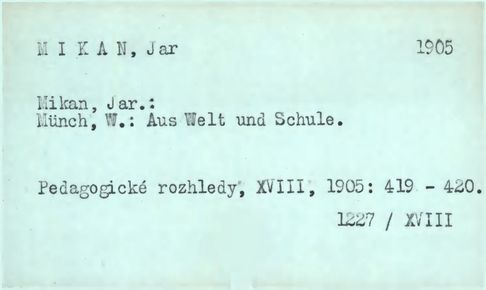 M I K A N, Jar 1905
Mikan, Jar.:
Münch, W.: Aus Welt und Schule.
Pedagogické rozhledy, XVIII, 1905: 419 - 420.
1227 / XVIII